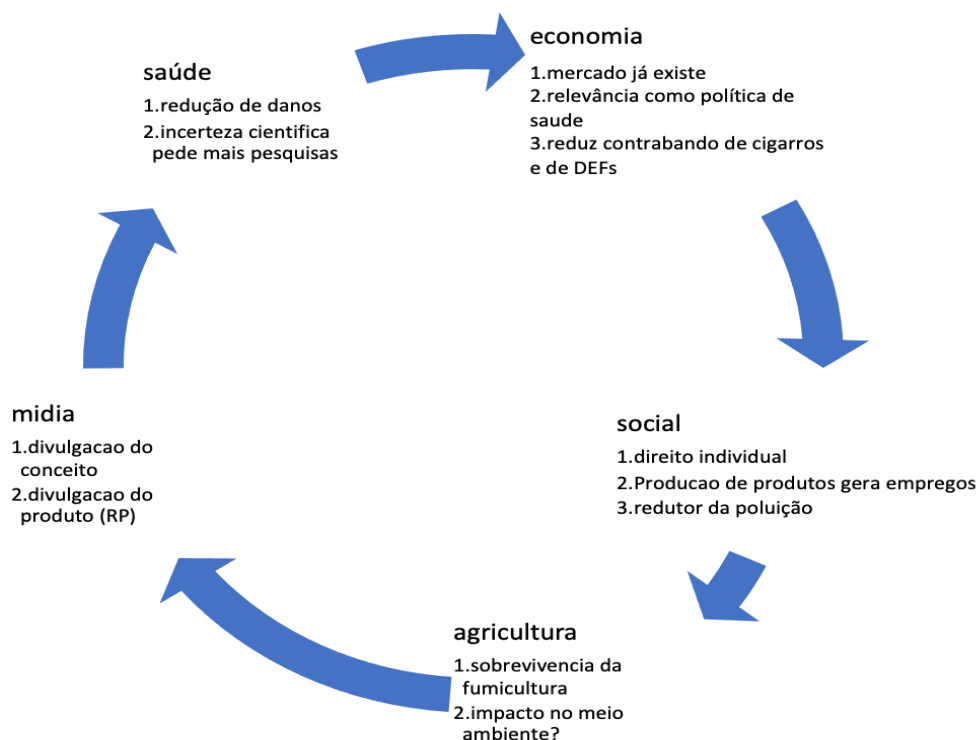 economia
1.mercado já existe
2.relevância como política de
saude
3.reduz contrabando de cigarros
e de DEFs
saúde
1.redução de danos
2.incerteza cientifica
pede mais pesquisas
midia
1.divulgacao do
conceito
2.divulgacao do
produto (RP)
social
1.direito individual
2.Producao de produtos gera empregos
3.redutor da poluição
agricultura
1.sobrevivencia da
fumicultura
2.impacto no meio
ambiente?